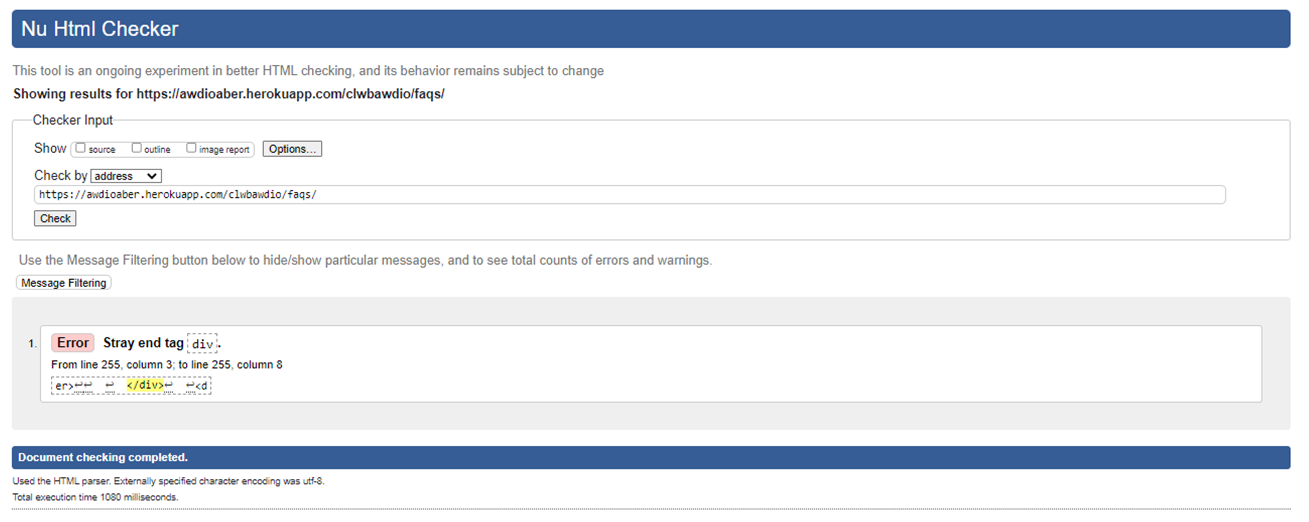 Nu Html Checker
This tool is an ongoing experiment in better HTML checking, and its behavior remains subject to change
Showing results for https://awdioaber.herokuapp.com/clwbawdio/faqs/
Checker Input
Show source outline image report Options...
Check by address
https://awdioaber.herokuapp.com/clwbawdio/faqs/
Check
Use the Message Filtering button below to hide/show particular messages, and to see total counts of errors and warnings.
Message Filtering
1. Error Stray end tag div.
From line 255, column 3; to line 255, column 8
er>↩↩ ↩ </div>↩ ↩<d
Document checking completed.
Used the HTML parser. Externally specified character encoding was utf-8.
Total execution time 1080 milliseconds.